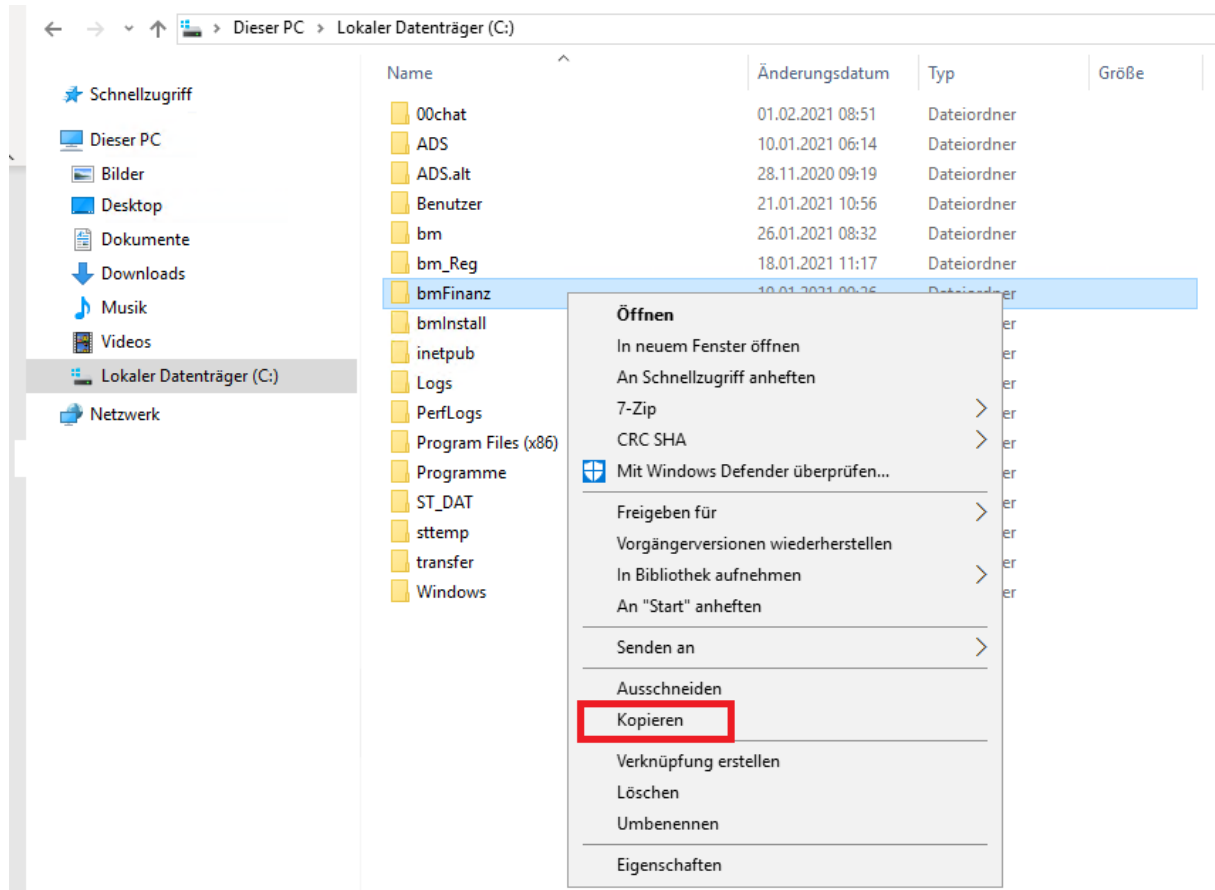 Dieser PC > Lokaler Datenträger (C:)
Name Änderungsdatum Typ Größe
Schnellzugriff
Dieser PC
Bilder
Desktop
Dokumente
Downloads
Musik
Videos
Lokaler Datenträger (C:)
Netzwerk
00chat 01.02.2021 08:51 Dateiordner
ADS 10.01.2021 06:14 Dateiordner
ADS.alt 28.11.2020 09:19 Dateiordner
Benutzer 21.01.2021 10:56 Dateiordner
bm 26.01.2021 08:32 Dateiordner
bm_Reg 18.01.2021 11:17 Dateiordner
bmFinanz
bmInstall
inetpub
Logs
PerfLogs
Program Files (x86)
Programme
ST_DAT
sttemp
transfer
Windows
Öffnen
In neuem Fenster öffnen
An Schnellzugriff anheften
7-Zip
CRC SHA
Mit Windows Defender überprüfen...
Freigeben für
Vorgängerversionen wiederherstellen
In Bibliothek aufnehmen
An "Start" anheften
Senden an
Ausschneiden
Kopieren
Verknüpfung erstellen
Löschen
Umbenennen
Eigenschaften